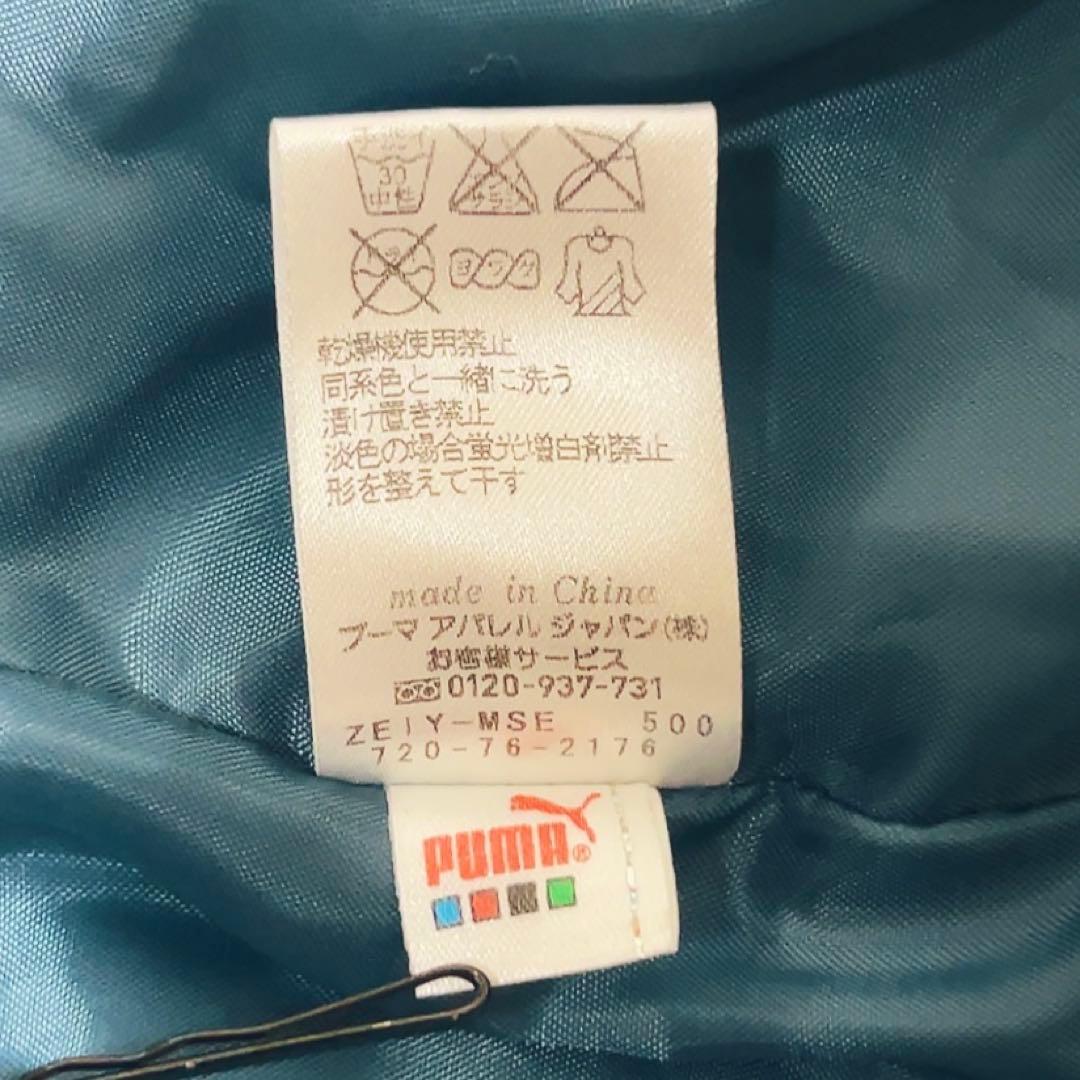 30
中性
ヨワク
乾燥機使用禁止
同系色と一緒に洗う
漬け置き禁止
淡色の場合蛍光増白剤禁止
形を整えて干す
made in China
プーマ アパレル ジャパン(株)
お客様サービス
0120-937-731
ZEIY-MSE 500
720-76-2176
PUMA®